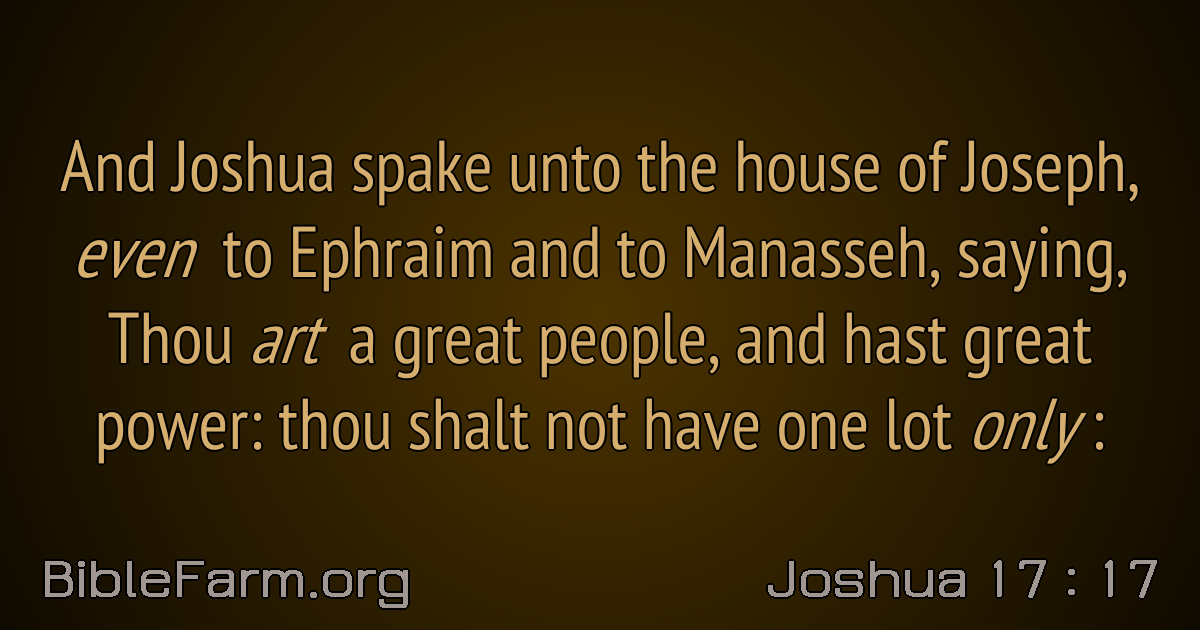 And Joshua spake unto the house of Joseph,
even to Ephraim and to Manasseh, saying,
Thou art a great people, and hast great
power: thou shalt not have one lot only :
BibleFarm.org
Joshua 17 : 17